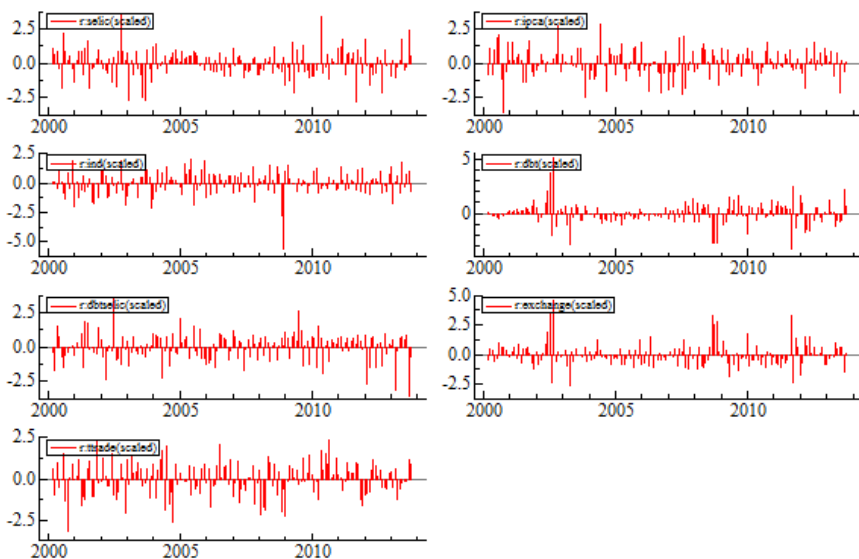 2.5 r:selic(scaled)
0.0
-2.5
2000 2005 2010
r:ipca(scaled)
2.5
0.0
-2.5
2000 2005 2010
2.5 r:ind(scaled)
0.0
-2.5
-5.0
2000 2005 2010
5 r:dbt(scaled)
0
2000 2005 2010
r:dbtselic(scaled)
2.5
0.0
-2.5
2000 2005 2010
5.0 r:exchange(scaled)
2.5
0.0
-2.5
2000 2005 2010
2.5 r:ttrade(scaled)
0.0
-2.5
2000 2005 2010